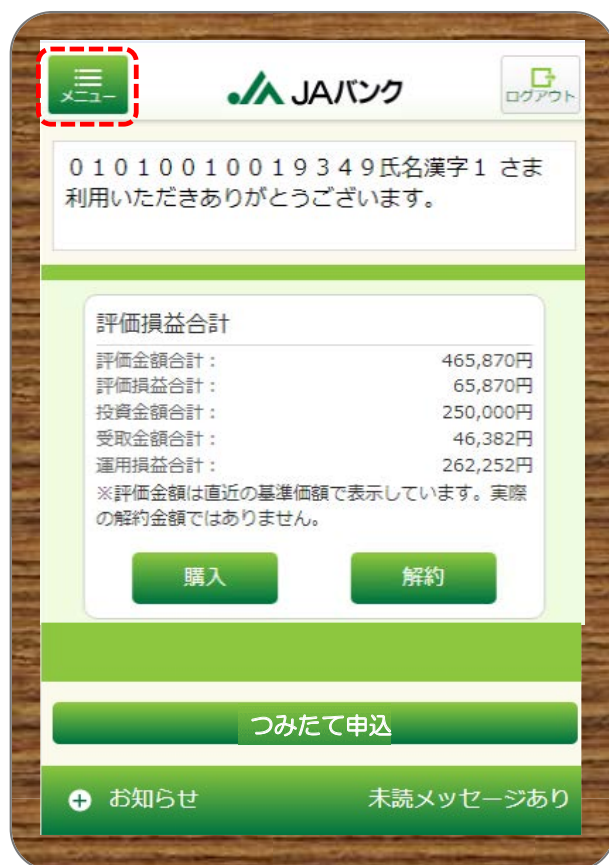 メニュー
JAバンク
ログアウト
01010010019349氏名漢字1 さま
利用いただきありがとうございます。
評価損益合計
評価金額合計： 465,870円
評価損益合計： 65,870円
投資金額合計： 250,000円
受取金額合計： 46,382円
運用損益合計： 262,252円
※評価金額は直近の基準価額で表示しています。実際
の解約金額ではありません。
購入 解約
つみたて申込
お知らせ 未読メッセージあり